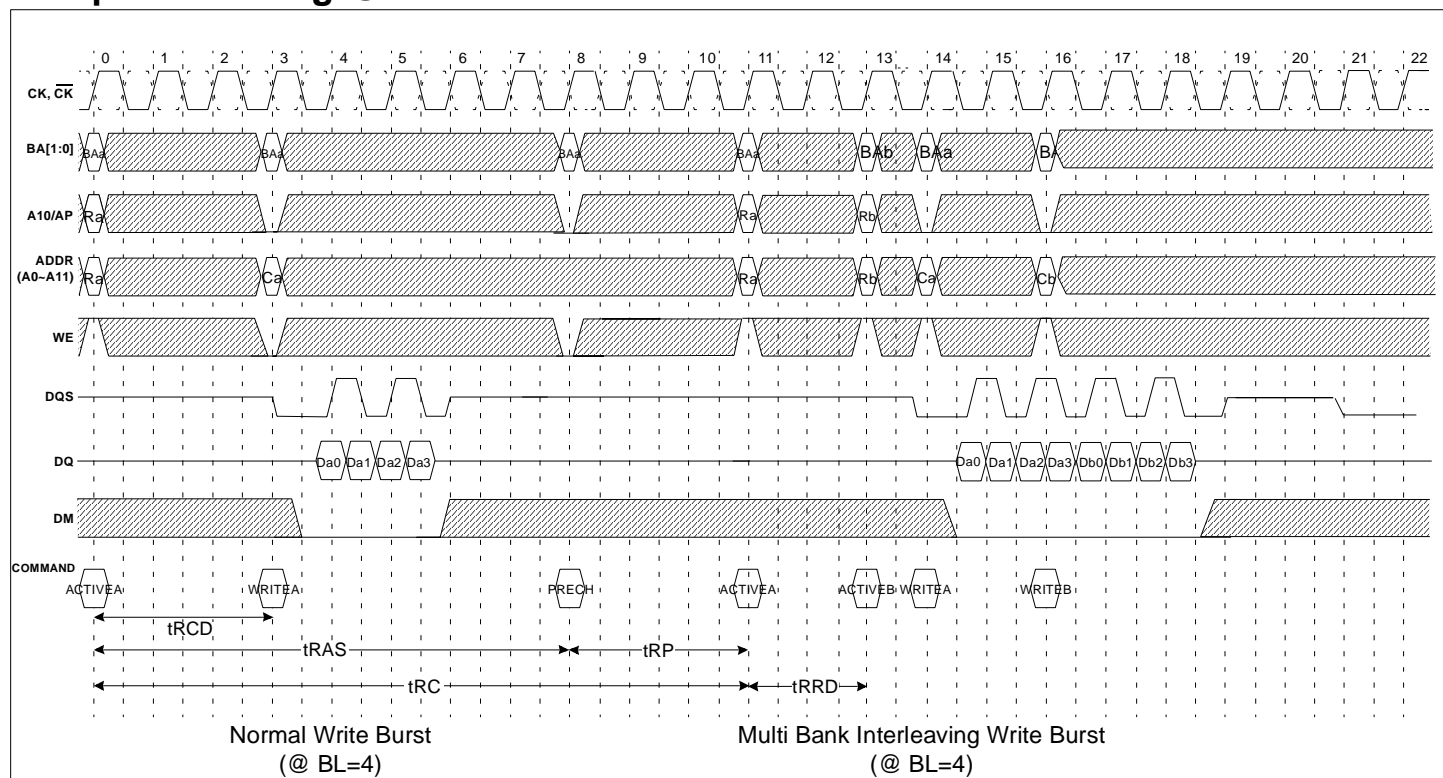 0 1 2 3 4 5 6 7 8 9 10 11 12 13 14 15 16 17 18 19 20 21 22
CK, CK
BA[1:0] BAa BAa BAa BAa BAb BAa BA
A10/AP Ra Ra Rb
ADDR
(A0~A11) Ra Ca Ra Rb Ca Cb
WE
DQS
DQ Da0 Da1 Da2 Da3 Da0 Da1 Da2 Da3 Db0 Db1 Db2 Db3
DM
COMMAND
ACTIVEA WRITEA PRECH ACTIVEA ACTIVEB WRITEA WRITEB
tRCD
tRAS tRP
tRC tRRD
Normal Write Burst Multi Bank Interleaving Write Burst
(@ BL=4) (@ BL=4)